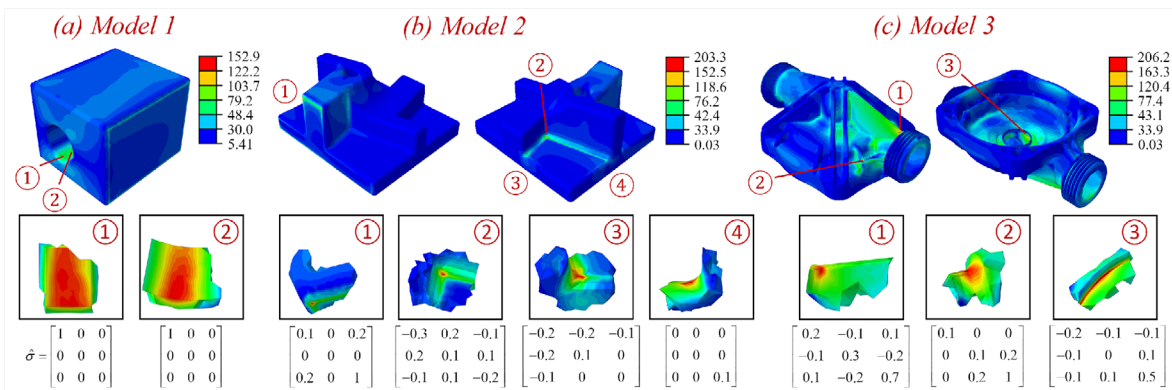 (a) Model 1
(b) Model 2
(c) Model 3
152.9
122.2
103.7
79.2
48.4
30.0
5.41
① ②
① ② ③ ④
203.3
152.5
118.6
76.2
42.4
33.9
0.03
① ② ③
206.2
163.3
120.4
77.4
43.1
33.9
0.03
① ② ① ② ③ ④ ① ② ③
σ̂ =
1 0 0
0 0 0
0 0 0
1 0 0
0 0 0
0 0 0
0.1 0 0.2
0 0 0
0.2 0 1
−0.3 0.2 −0.1
0.2 0.1 0.1
−0.1 0.1 −0.2
−0.2 −0.2 −0.1
−0.2 0.1 0
−0.1 0 0
0 0 0
0 0 0
0 0 0.1
0.2 −0.1 0.1
−0.1 0.3 −0.2
0.1 −0.2 0.7
0.1 0 0
0 0.1 0.2
0 0.2 1
−0.2 −0.1 −0.1
−0.1 0 0.1
−0.1 0.1 0.5